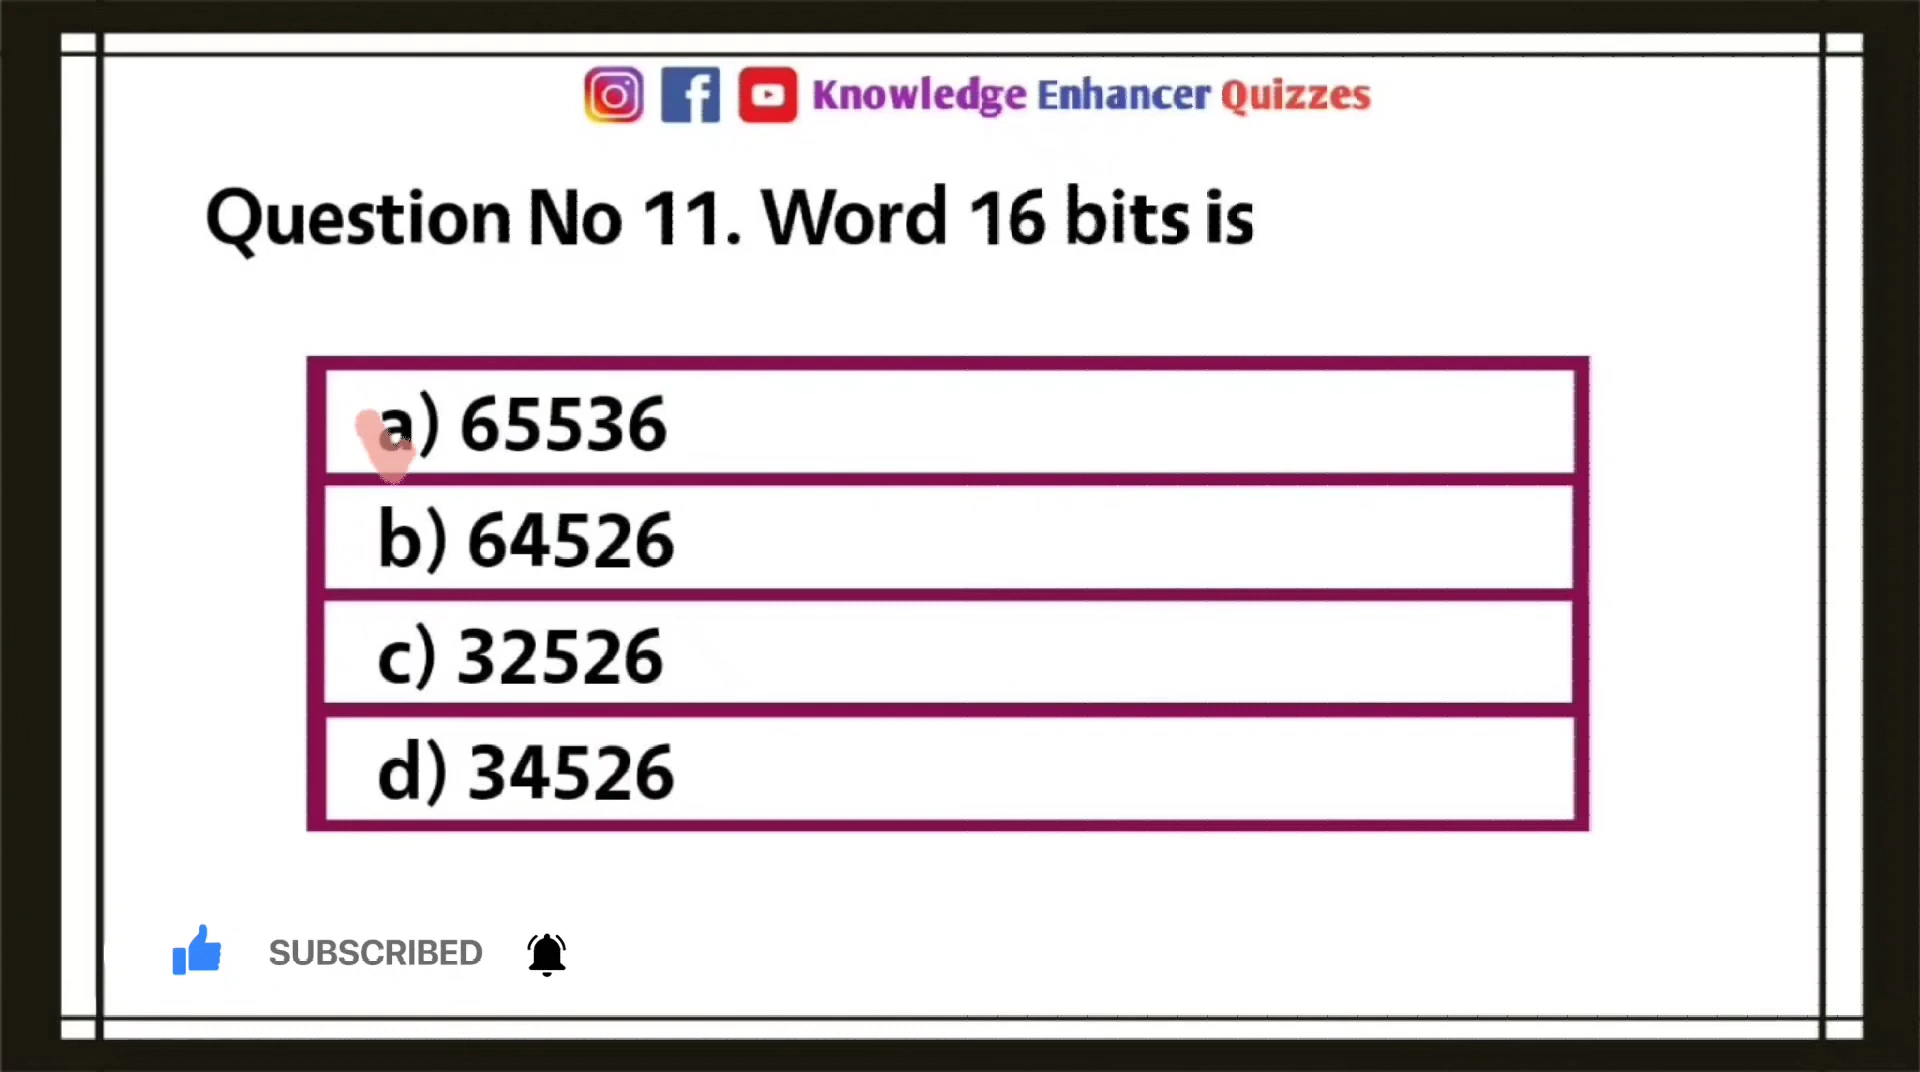 Knowledge Enhancer Quizzes
Question No 11. Word 16 bits is
a) 65536
b) 64526
c) 32526
d) 34526
SUBSCRIBED